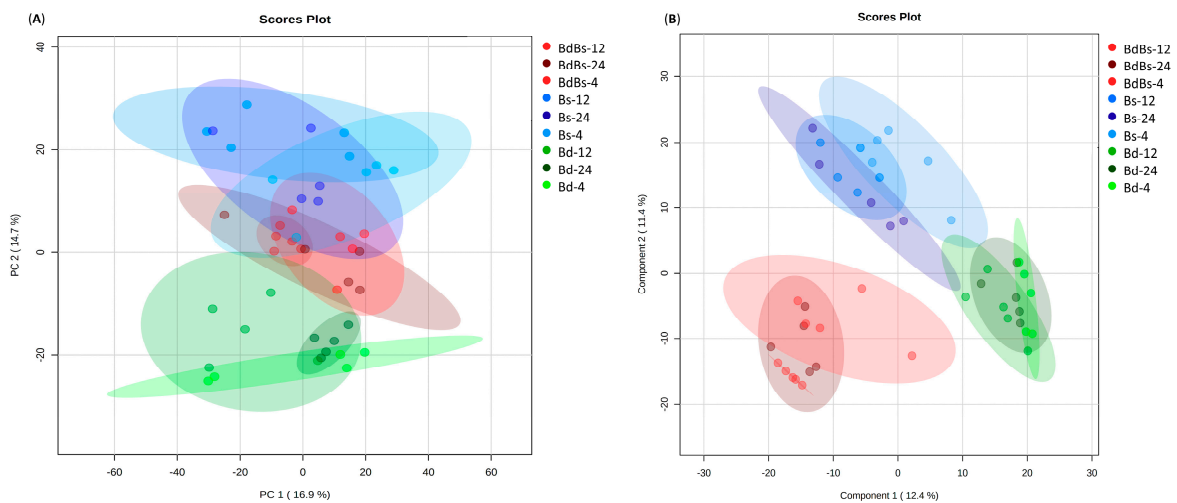 (A)
Scores Plot
40
20
0
-20
PC 2 ( 14.7 %)
-60
-40
-20
0
20
40
60
PC 1 ( 16.9 %)
BdBs-12
BdBs-24
BdBs-4
Bs-12
Bs-24
Bs-4
Bd-12
Bd-24
Bd-4
(B)
Scores Plot
30
20
10
0
-10
-20
Component 2 ( 11.4 %)
-30
-20
-10
0
10
20
30
Component 1 ( 12.4 %)
BdBs-12
BdBs-24
BdBs-4
Bs-12
Bs-24
Bs-4
Bd-12
Bd-24
Bd-4